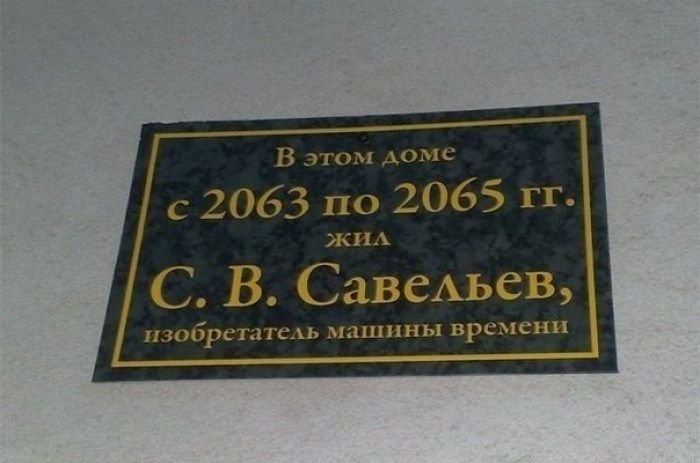 В этом доме
с 2063 по 2065 гг.
жил
С. В. Савельев,
изобретатель машины времени